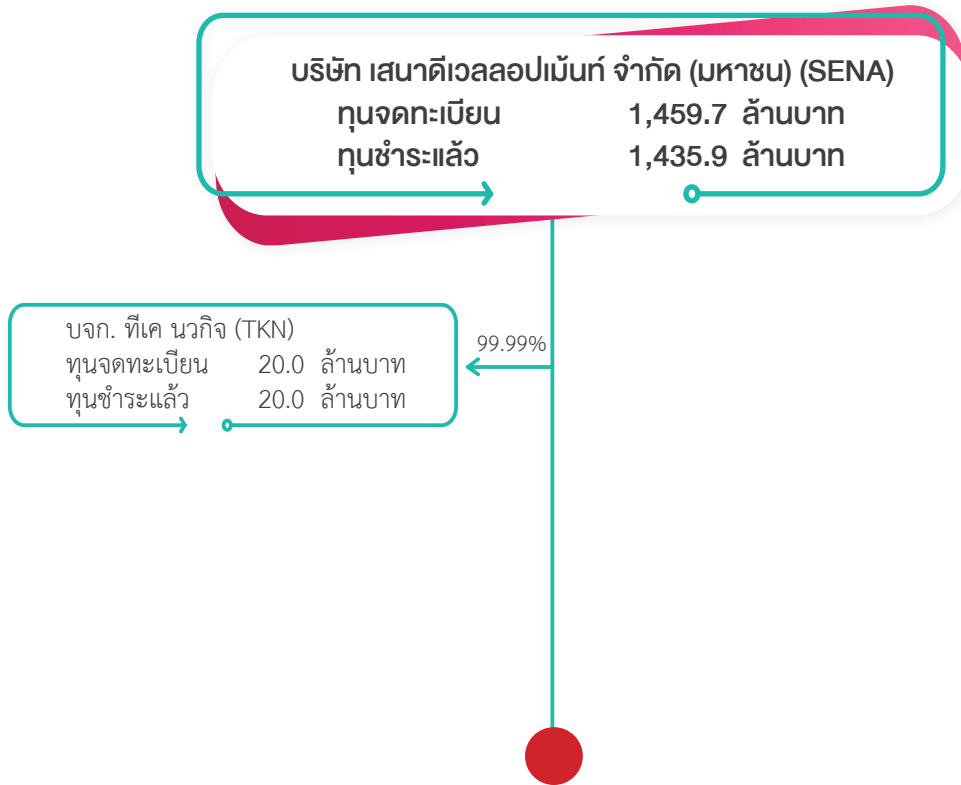 บริษัท เสนาดีเวลลอปเม้นท์ จำกัด (มหาชน) (SENA)
ทุนจดทะเบียน 1,459.7 ล้านบาท
ทุนชำระแล้ว 1,435.9 ล้านบาท
บจก. ทีเค นวกิจ (TKN)
ทุนจดทะเบียน 20.0 ล้านบาท
ทุนชำระแล้ว 20.0 ล้านบาท
99.99%